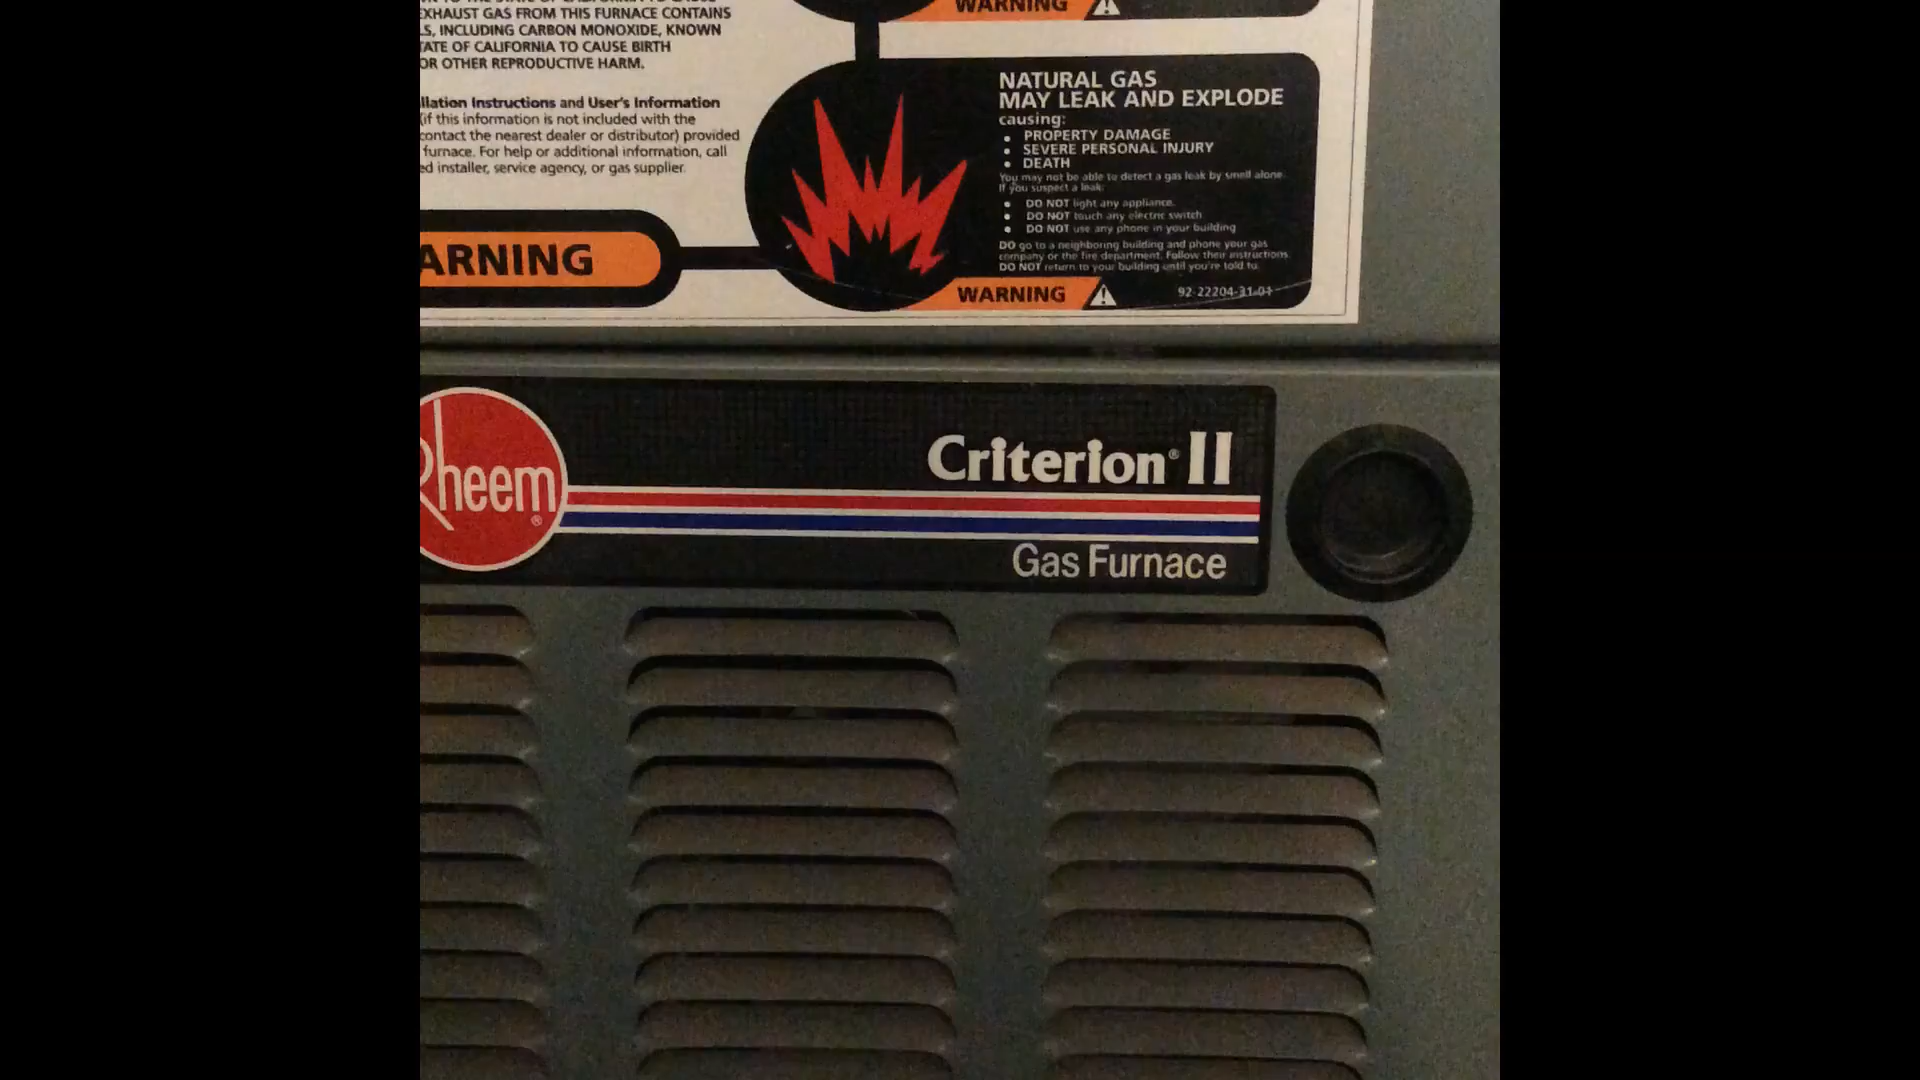 EXHAUST GAS FROM THIS FURNACE CONTAINS
LS, INCLUDING CARBON MONOXIDE, KNOWN
TATE OF CALIFORNIA TO CAUSE BIRTH
OR OTHER REPRODUCTIVE HARM.
llation Instructions and User's Information
(if this information is not included with the
contact the nearest dealer or distributor) provided
furnace. For help or additional information, call
ed installer, service agency, or gas supplier.
ARNING
WARNING
NATURAL GAS
MAY LEAK AND EXPLODE
causing:
• PROPERTY DAMAGE
• SEVERE PERSONAL INJURY
• DEATH
You may not be able to detect a gas leak by smell alone.
If you suspect a leak:
• DO NOT light any appliance.
• DO NOT touch any electric switch
• DO NOT use any phone in your building
DO go to a neighboring building and phone your gas
company or the fire department. Follow their instructions.
DO NOT return to your building until you're told to.
WARNING
92-22204-31-01
Rheem®
Criterion® II
Gas Furnace